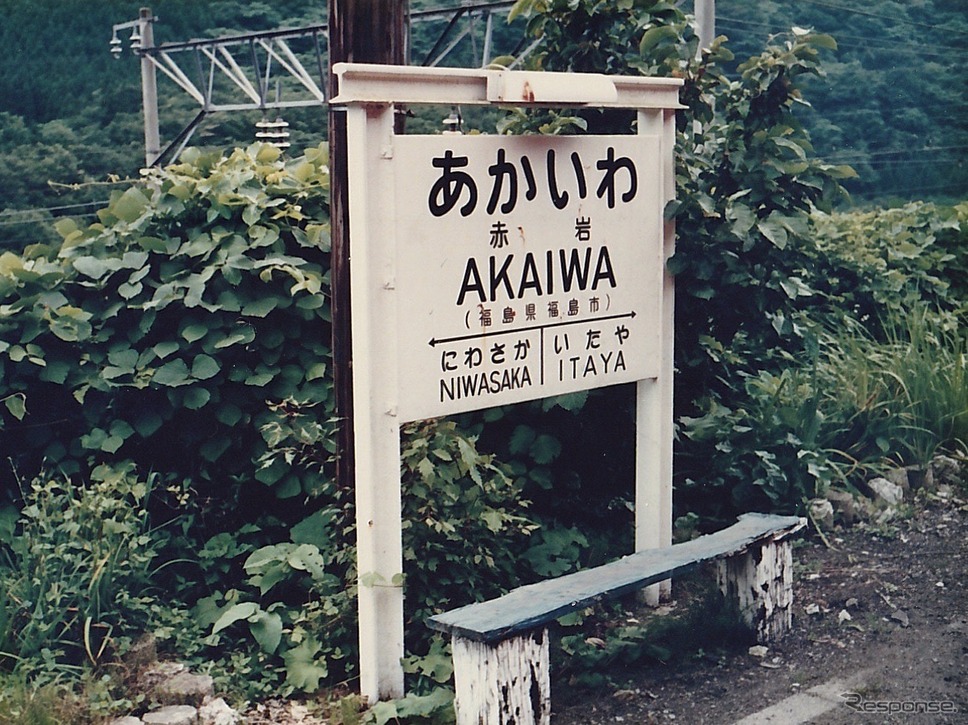 あかいわ
赤岩
AKAIWA
(福島県福島市)
にわさか いたや
NIWASAKA ITAYA
Response.